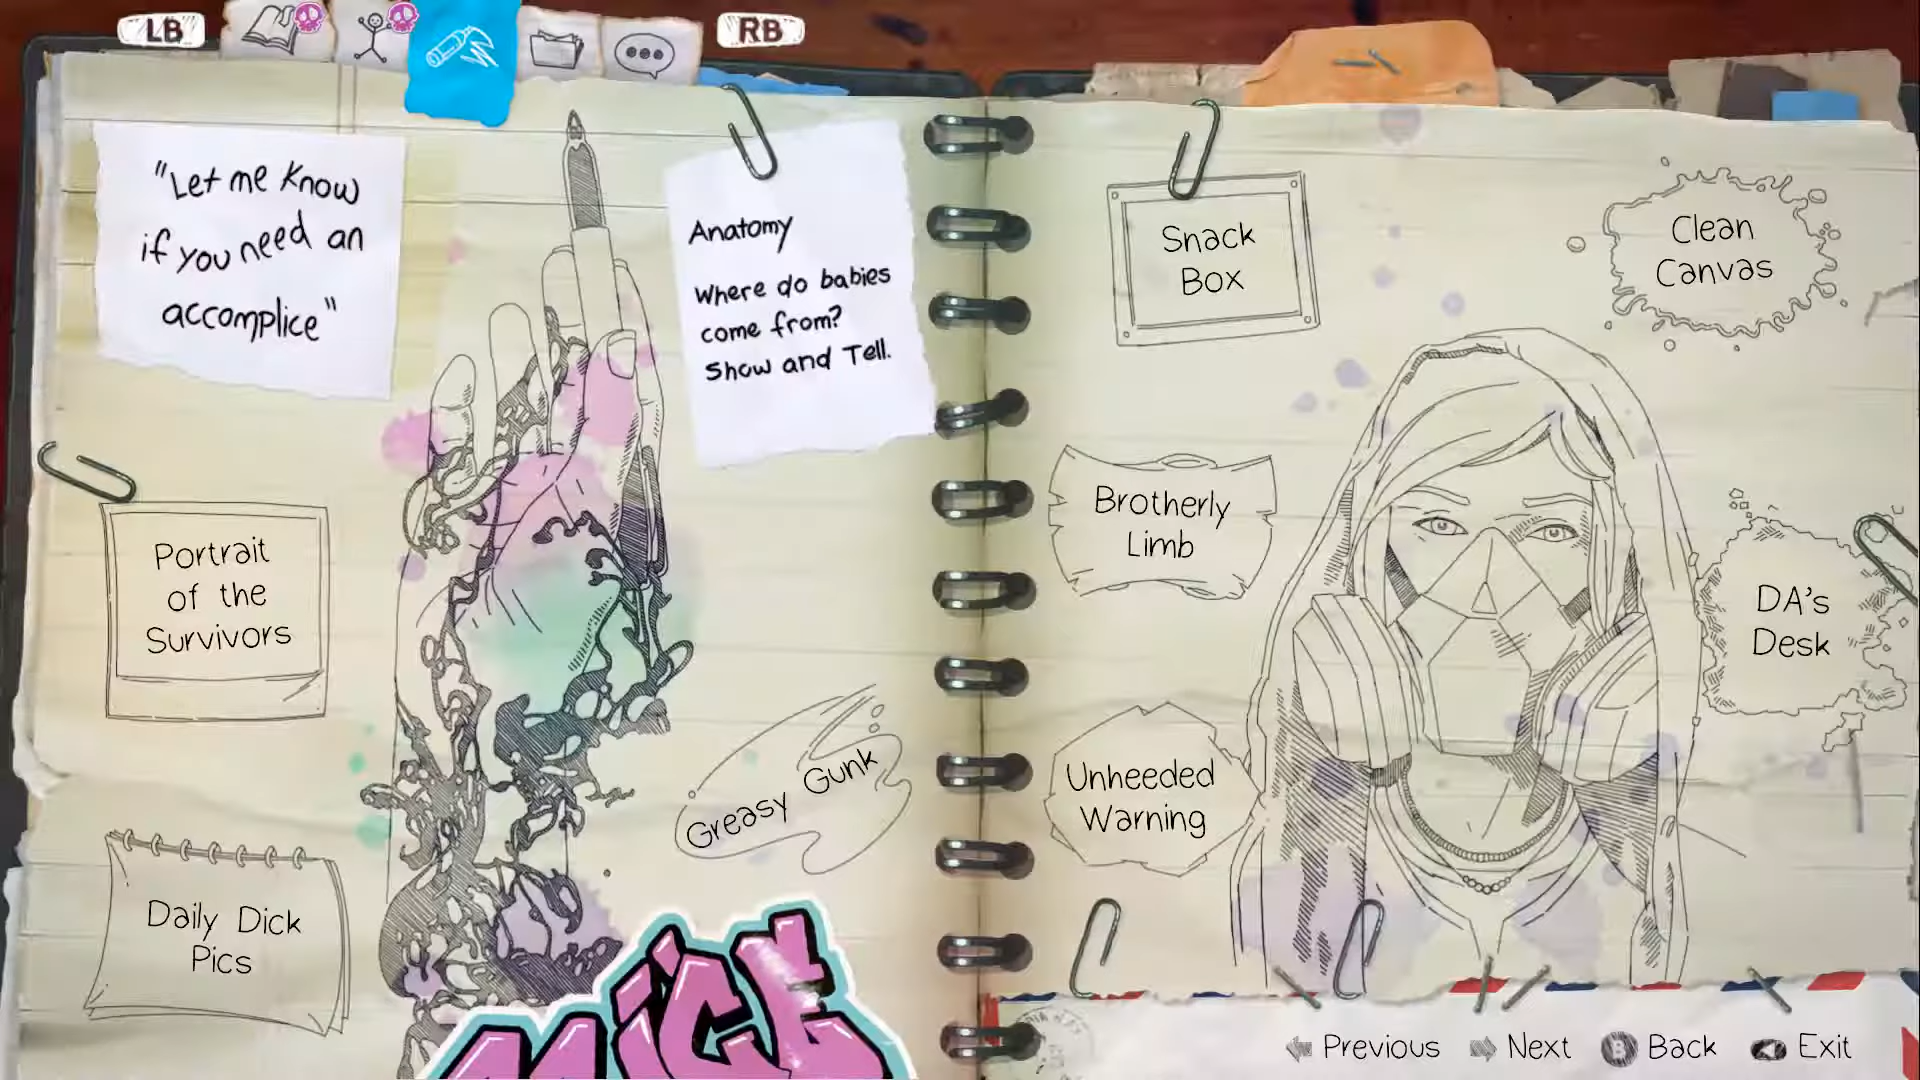 LB
RB
"Let me know
if you need an
accomplice"
Anatomy
Where do babies
come from?
Show and Tell.
Portrait
of the
Survivors
Greasy Gunk
Daily Dick
Pics
Snack
Box
Clean
Canvas
Brotherly
Limb
DA's
Desk
Unheeded
Warning
Previous
Next
B Back
Exit